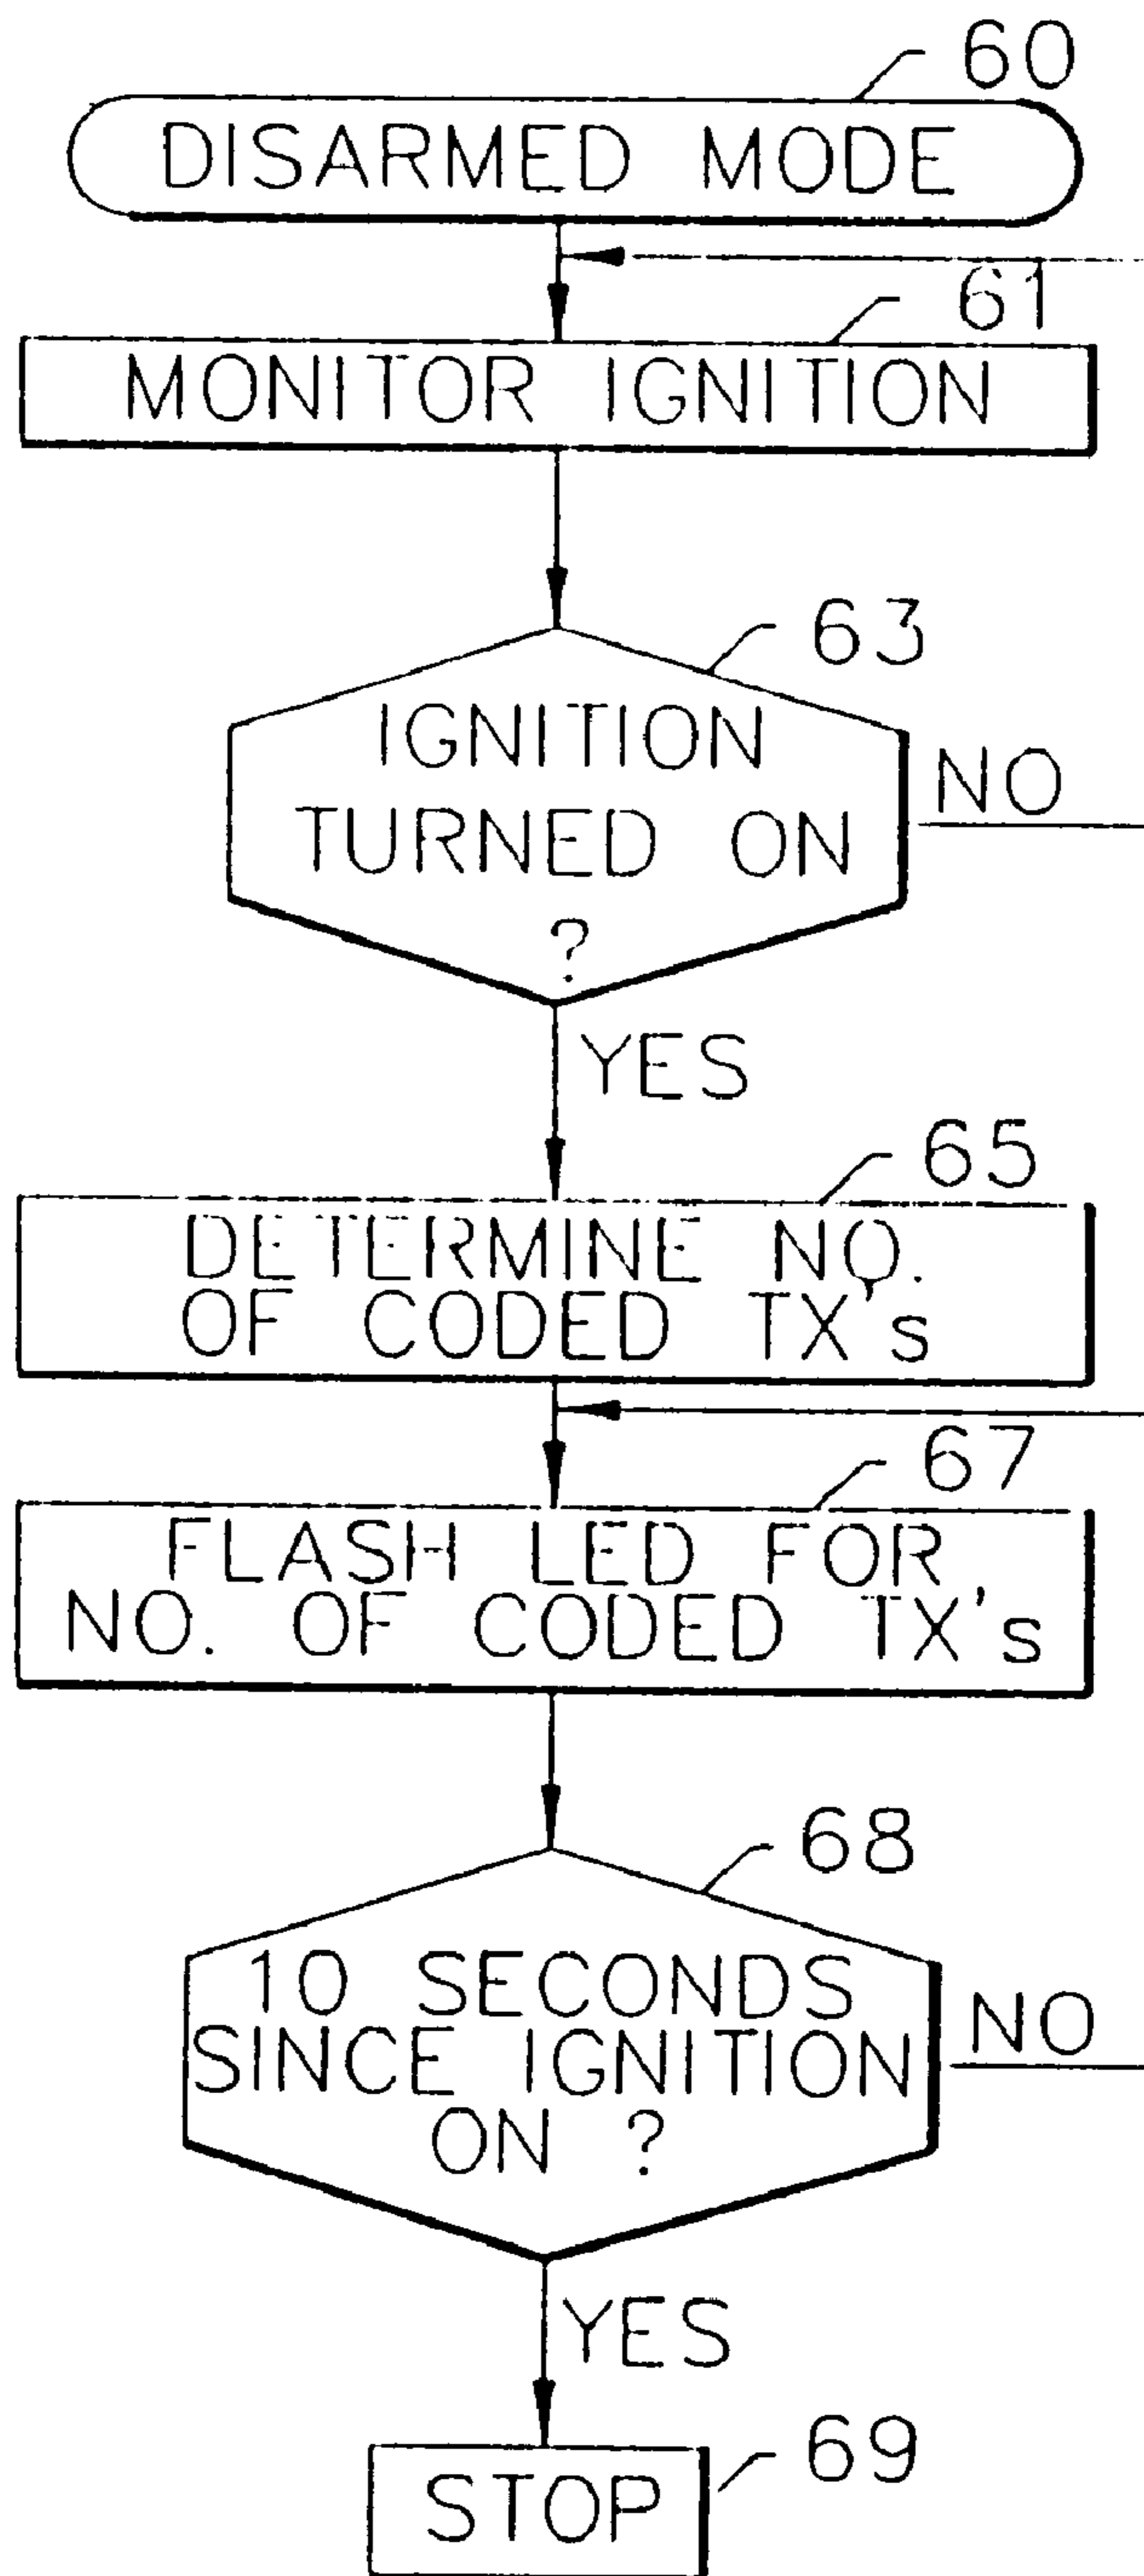 60
DISARMED MODE
61
MONITOR IGNITION
63
IGNITION
TURNED ON
?
NO
YES
65
DETERMINE NO.
OF CODED TX's
67
FLASH LED FOR
NO. OF CODED TX's
68
10 SECONDS
SINCE IGNITION
ON ?
NO
YES
69
STOP